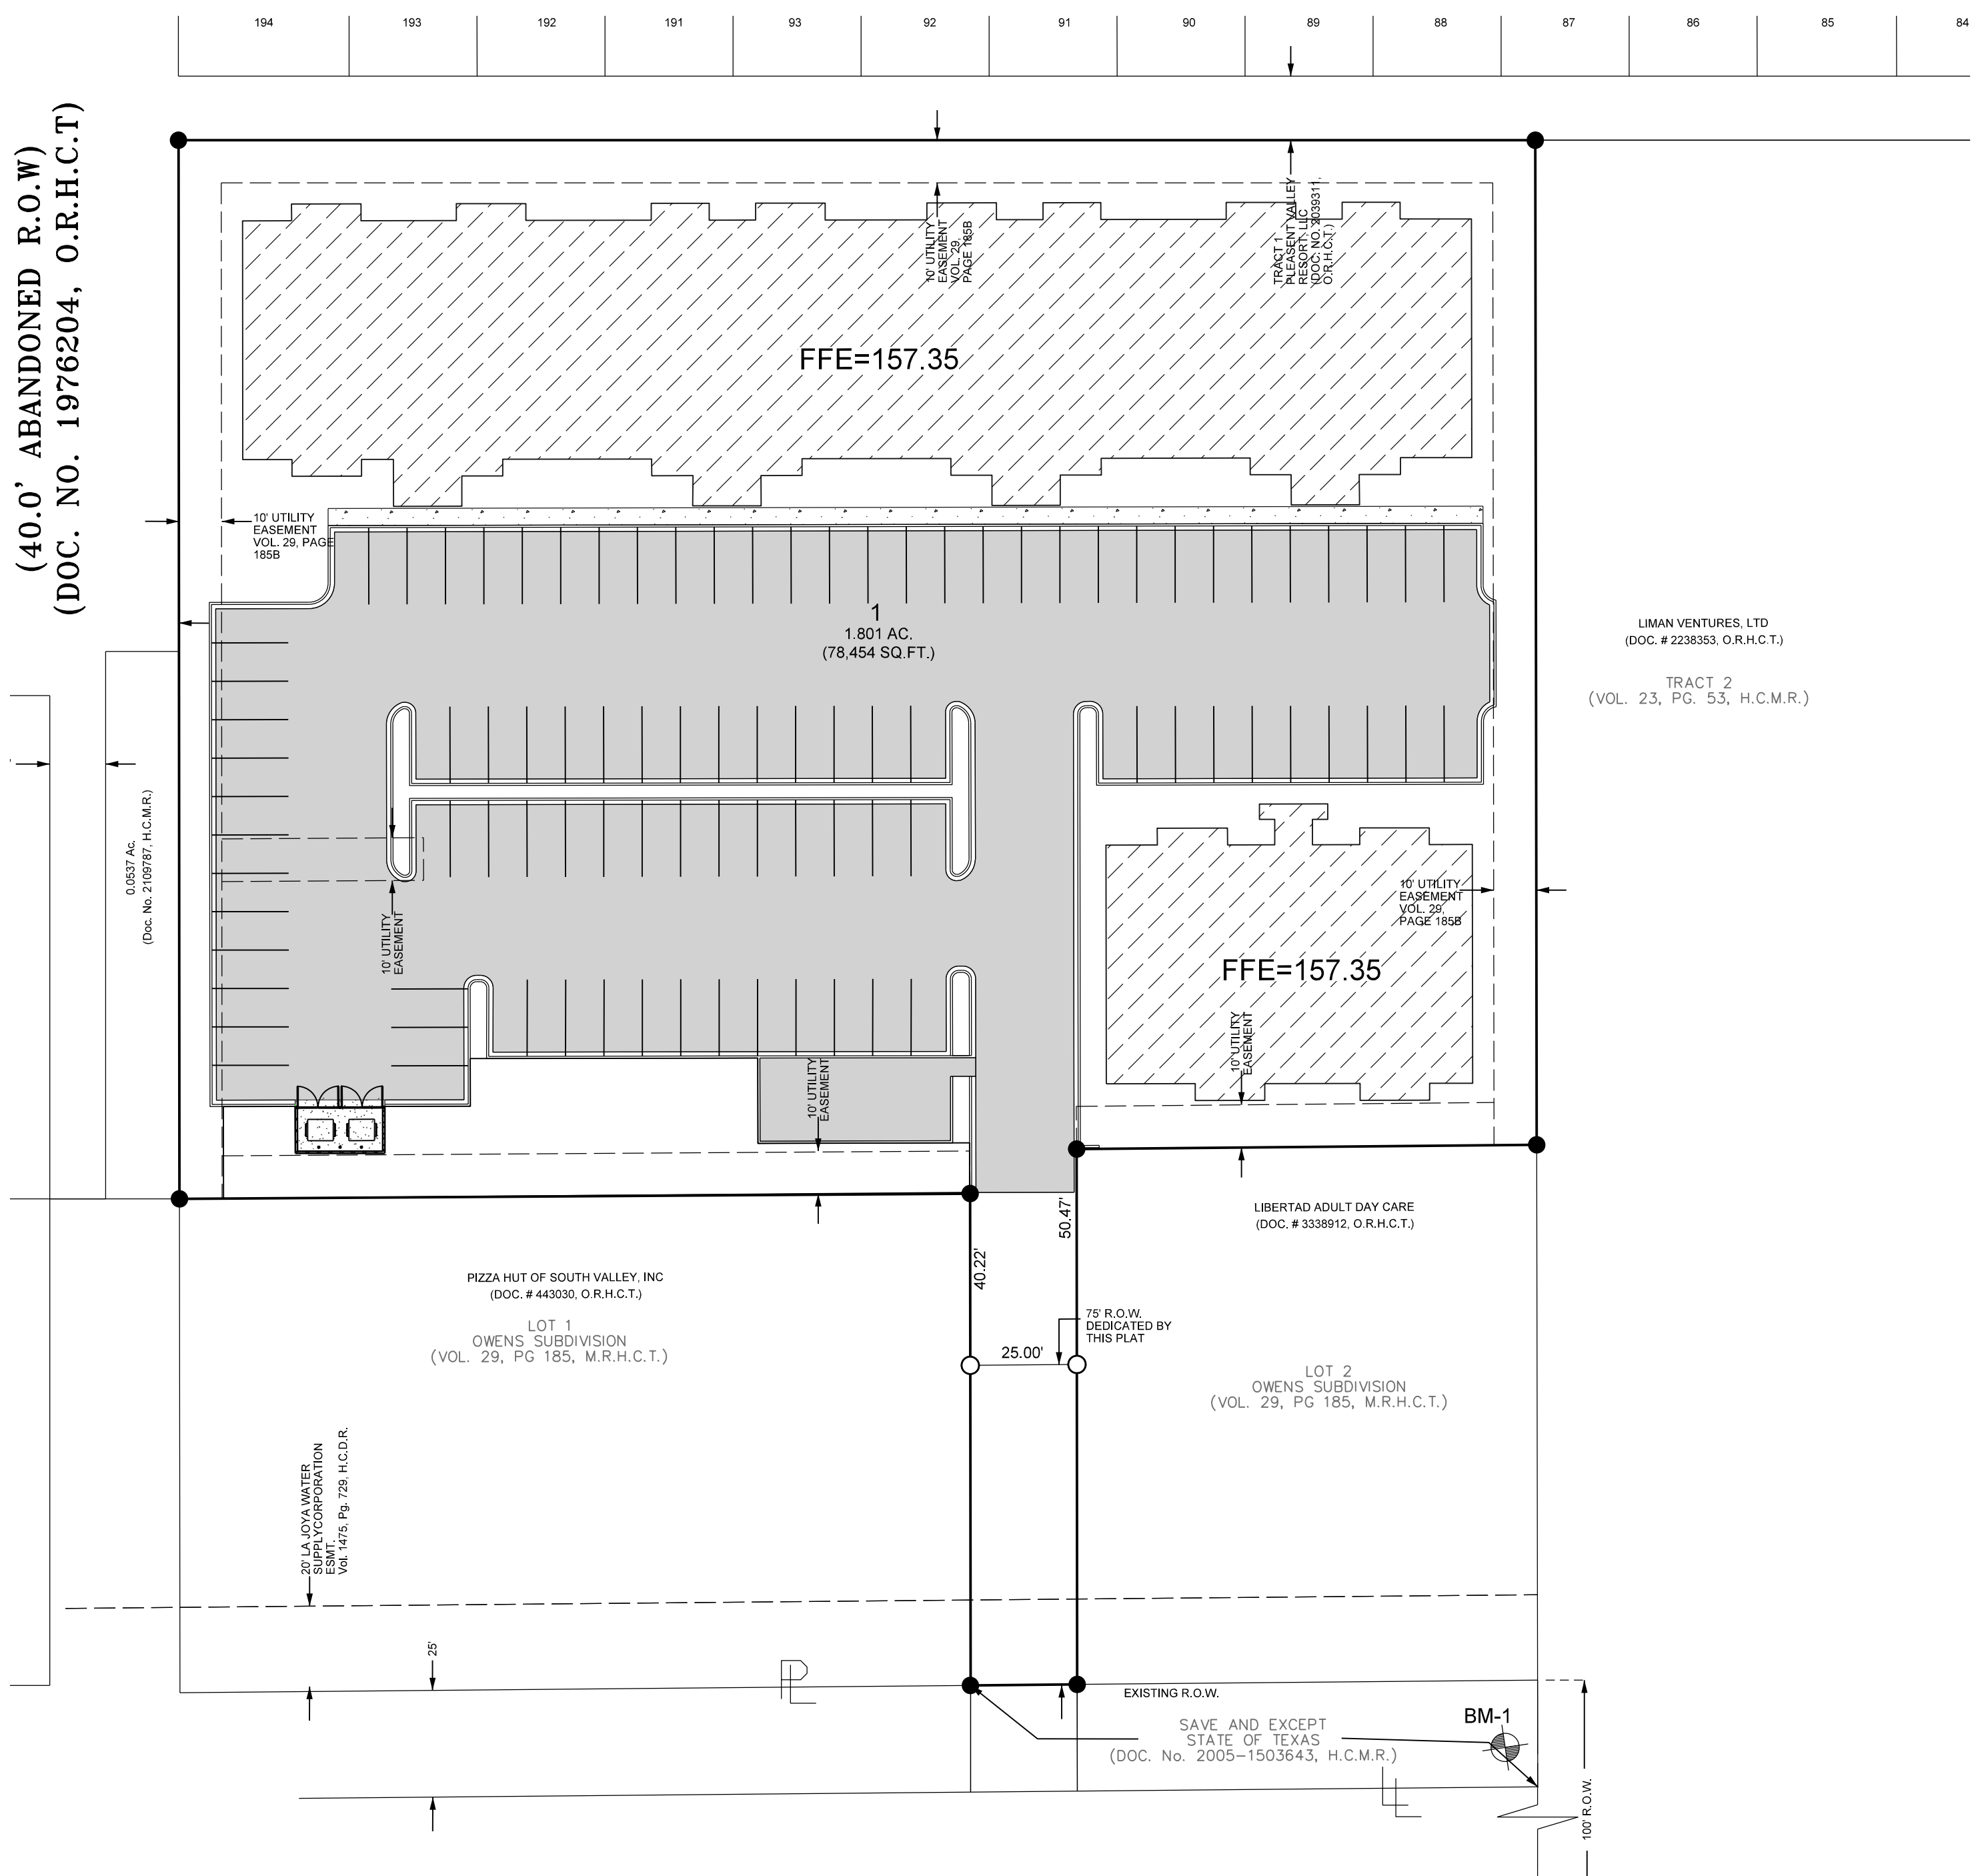 194
193
192
191
93
92
91
90
89
88
87
86
85
84
(40.0' ABANDONED R.O.W)
(DOC. NO. 1976204, O.R.H.C.T)
10' UTILITY
EASEMENT
VOL. 29,
PAGE 185B
TRACT 1
PLEASENT VALLEY
RESORT, LLC
(DOC. NO. 2039311,
O.R.H.C.T.)
FFE=157.35
10' UTILITY
EASEMENT
VOL. 29, PAGE
185B
1
1.801 AC.
(78,454 SQ.FT.)
LIMAN VENTURES, LTD
(DOC. # 2238353, O.R.H.C.T.)
TRACT 2
(VOL. 23, PG. 53, H.C.M.R.)
0.0537 Ac.
(Doc. No. 2109787, H.C.M.R.)
10' UTILITY
EASEMENT
10' UTILITY
EASEMENT
VOL. 29,
PAGE 185B
FFE=157.35
10' UTILITY
EASEMENT
10' UTILITY
EASEMENT
50.47'
40.22'
LIBERTAD ADULT DAY CARE
(DOC. # 3338912, O.R.H.C.T.)
PIZZA HUT OF SOUTH VALLEY, INC
(DOC. # 443030, O.R.H.C.T.)
LOT 1
OWENS SUBDIVISION
(VOL. 29, PG 185, M.R.H.C.T.)
75' R.O.W.
DEDICATED BY
THIS PLAT
25.00'
LOT 2
OWENS SUBDIVISION
(VOL. 29, PG 185, M.R.H.C.T.)
20' LA JOYA WATER
SUPPLYCORPORATION
ESMT.
Vol. 1475, Pg. 729, H.C.D.R.
25'
PL
EXISTING R.O.W.
SAVE AND EXCEPT
STATE OF TEXAS
(DOC. No. 2005-1503643, H.C.M.R.)
BM-1
LL
100' R.O.W.